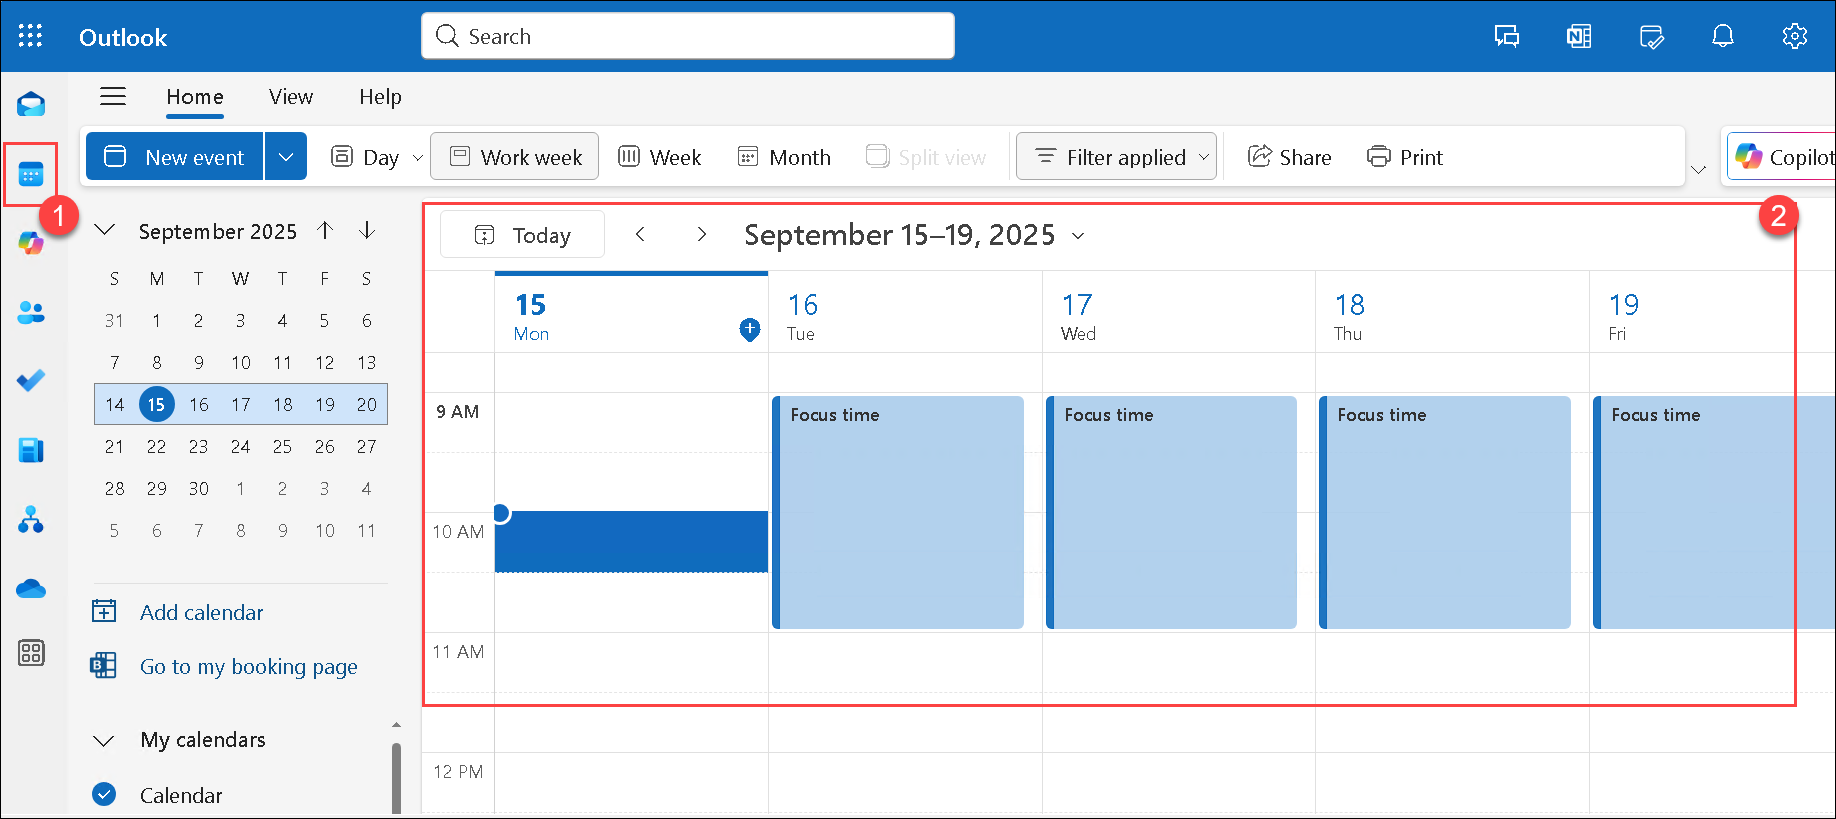 Outlook
Search
Home View Help
New event Day Work week Week Month Split view Filter applied Share Print Copilot
1
2
September 2025
S M T W T F S
31 1 2 3 4 5 6
7 8 9 10 11 12 13
14 15 16 17 18 19 20
21 22 23 24 25 26 27
28 29 30 1 2 3 4
5 6 7 8 9 10 11
Add calendar
B
Go to my booking page
My calendars
Calendar
Today September 15–19, 2025
15 16 17 18 19
Mon Tue Wed Thu Fri
9 AM Focus time Focus time Focus time Focus time
10 AM
11 AM
12 PM